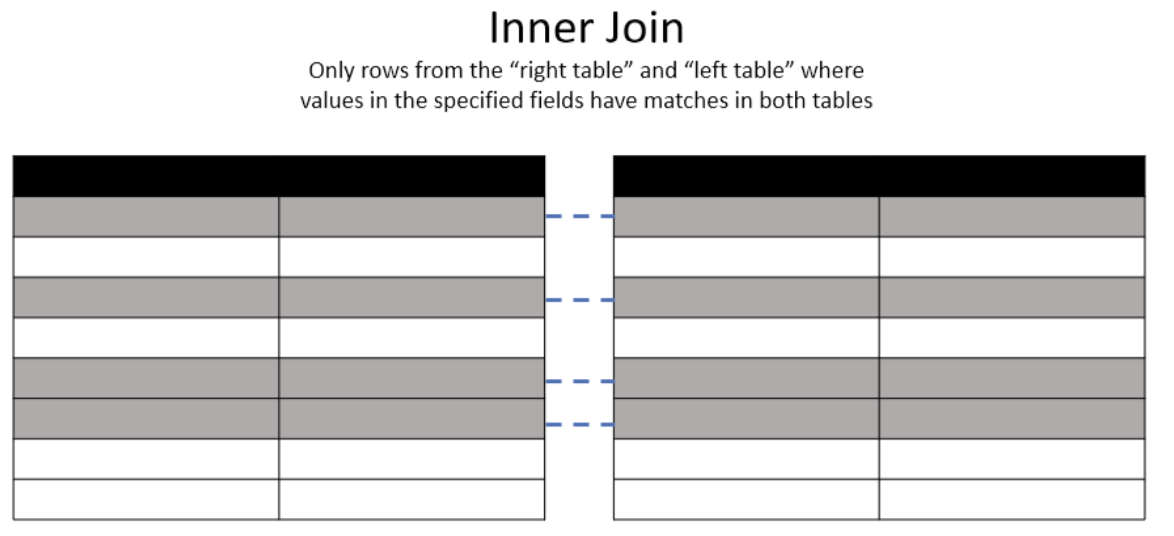 Inner Join
Only rows from the “right table” and “left table” where
values in the specified fields have matches in both tables